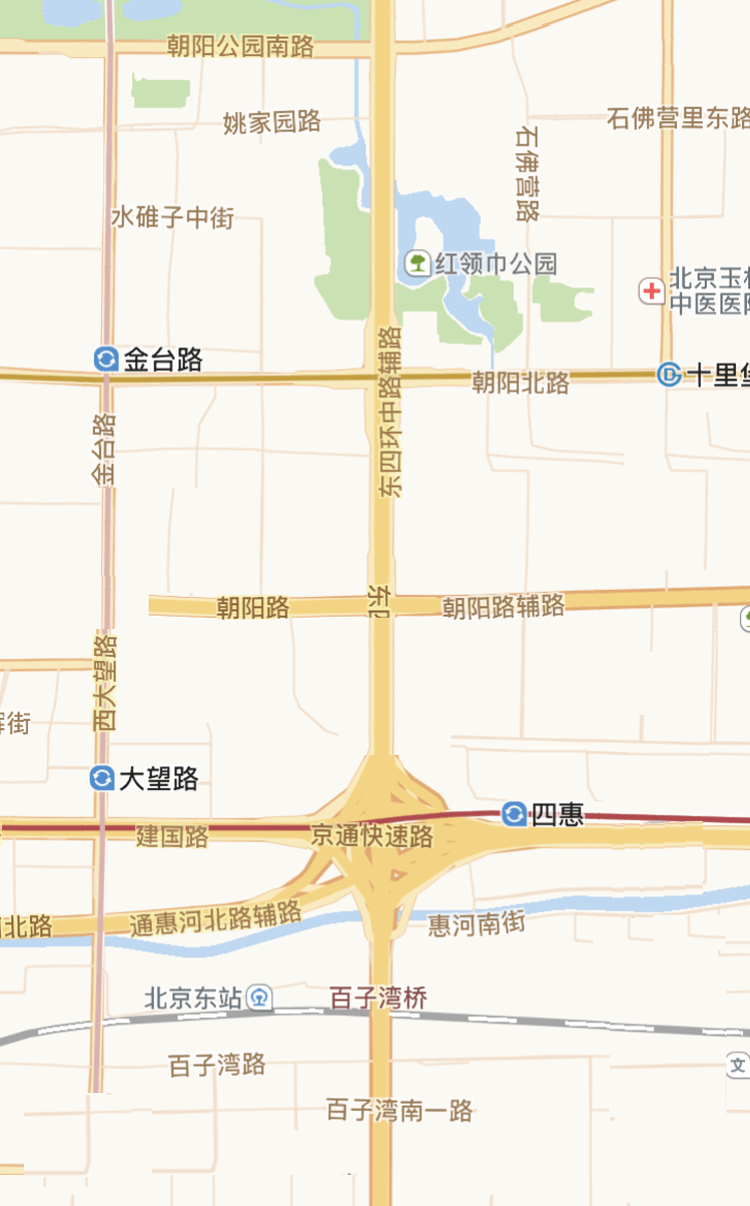 朝阳公园南路
姚家园路
石佛营里东路
石佛营路
水碓子中街
红领巾公园
北京玉
中医医
金台路
东四环中路辅路
朝阳北路
十里堡
金台路
朝阳路
朝阳路辅路
西大望路
街
大望路
四惠
建国路
京通快速路
北路
通惠河北路辅路
惠河南街
北京东站
百子湾桥
百子湾路
文
百子湾南一路